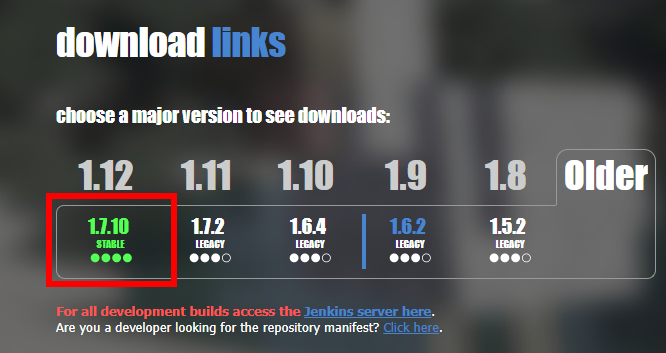 download links
choose a major version to see downloads:
1.12 1.11 1.10 1.9 1.8 Older
1.7.10 1.7.2 1.6.4 1.6.2 1.5.2
STABLE LEGACY LEGACY LEGACY LEGACY
For all development builds access the Jenkins server here.
Are you a developer looking for the repository manifest? Click here.